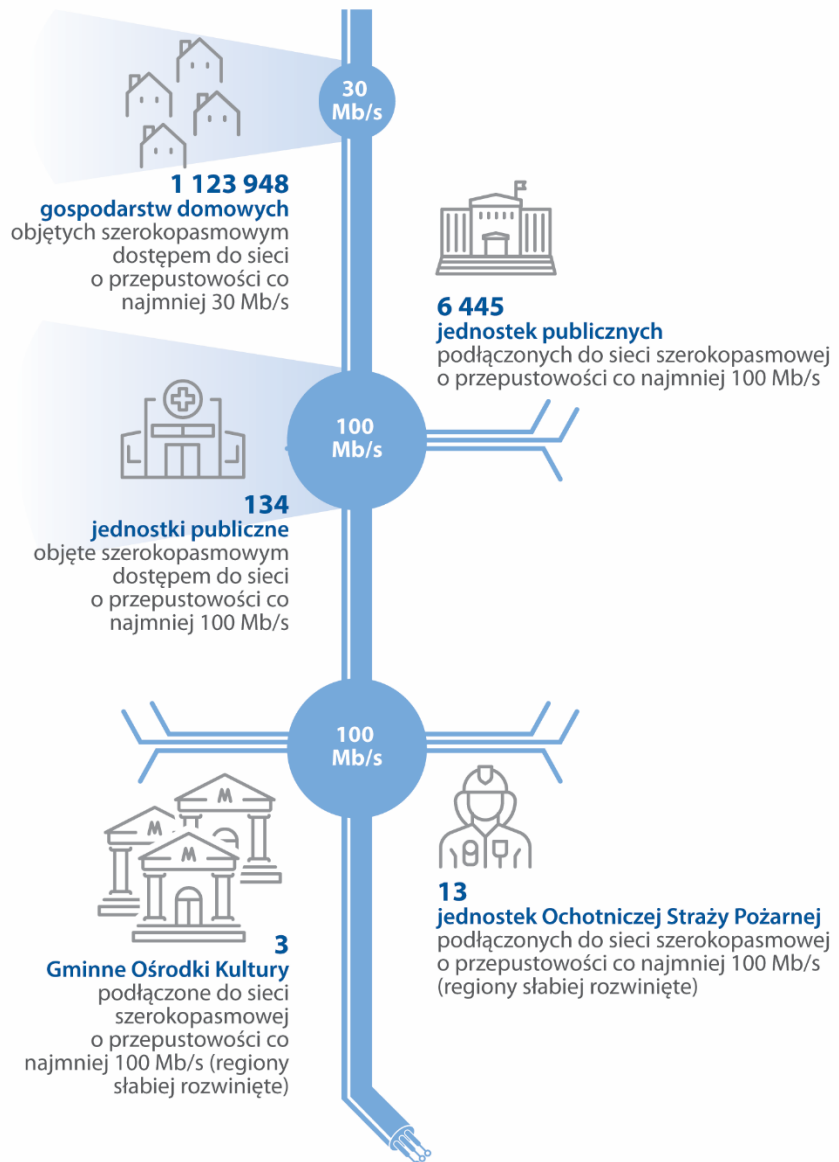 30
Mb/s
1 123 948
gospodarstw domowych
objętych szerokopasmowym
dostępem do sieci
o przepustowości co
najmniej 30 Mb/s
6 445
jednostek publicznych
podłączonych do sieci szerokopasmowej
o przepustowości co najmniej 100 Mb/s
100
Mb/s
134
jednostki publiczne
objęte szerokopasmowym
dostępem do sieci
o przepustowości co
najmniej 100 Mb/s
100
Mb/s
M
M
M
3
Gminne Ośrodki Kultury
podłączone do sieci
szerokopasmowej
o przepustowości co
najmniej 100 Mb/s (regiony
słabiej rozwinięte)
13
jednostek Ochotniczej Straży Pożarnej
podłączonych do sieci szerokopasmowej
o przepustowości co najmniej 100 Mb/s
(regiony słabiej rozwinięte)